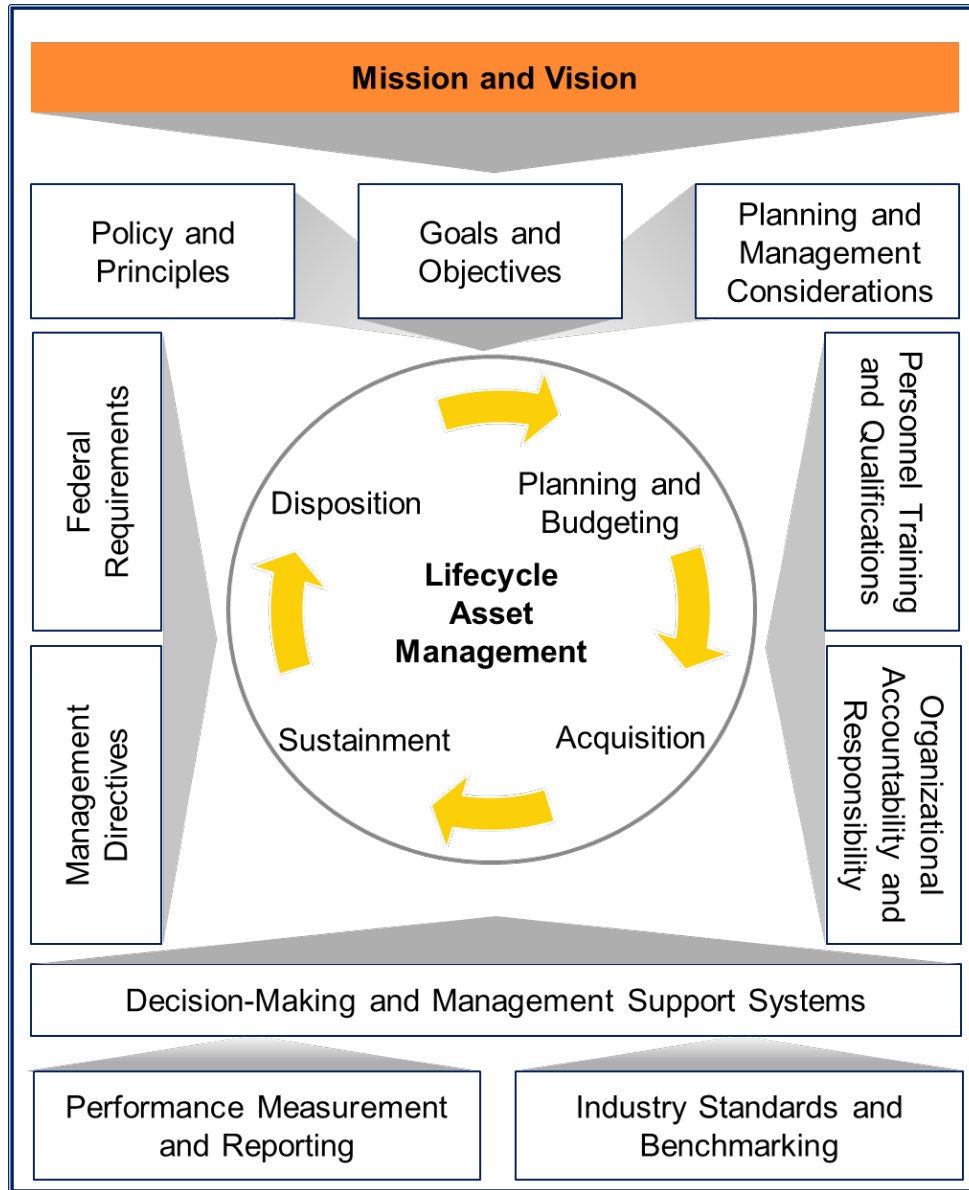 Mission and Vision
Policy and
Principles
Goals and
Objectives
Planning and
Management
Considerations
Federal
Requirements
Personnel Training
and Qualifications
Disposition
Planning and
Budgeting
Lifecycle
Asset
Management
Sustainment
Acquisition
Management
Directives
Organizational
Accountability and
Responsibility
Decision-Making and Management Support Systems
Performance Measurement
and Reporting
Industry Standards and
Benchmarking